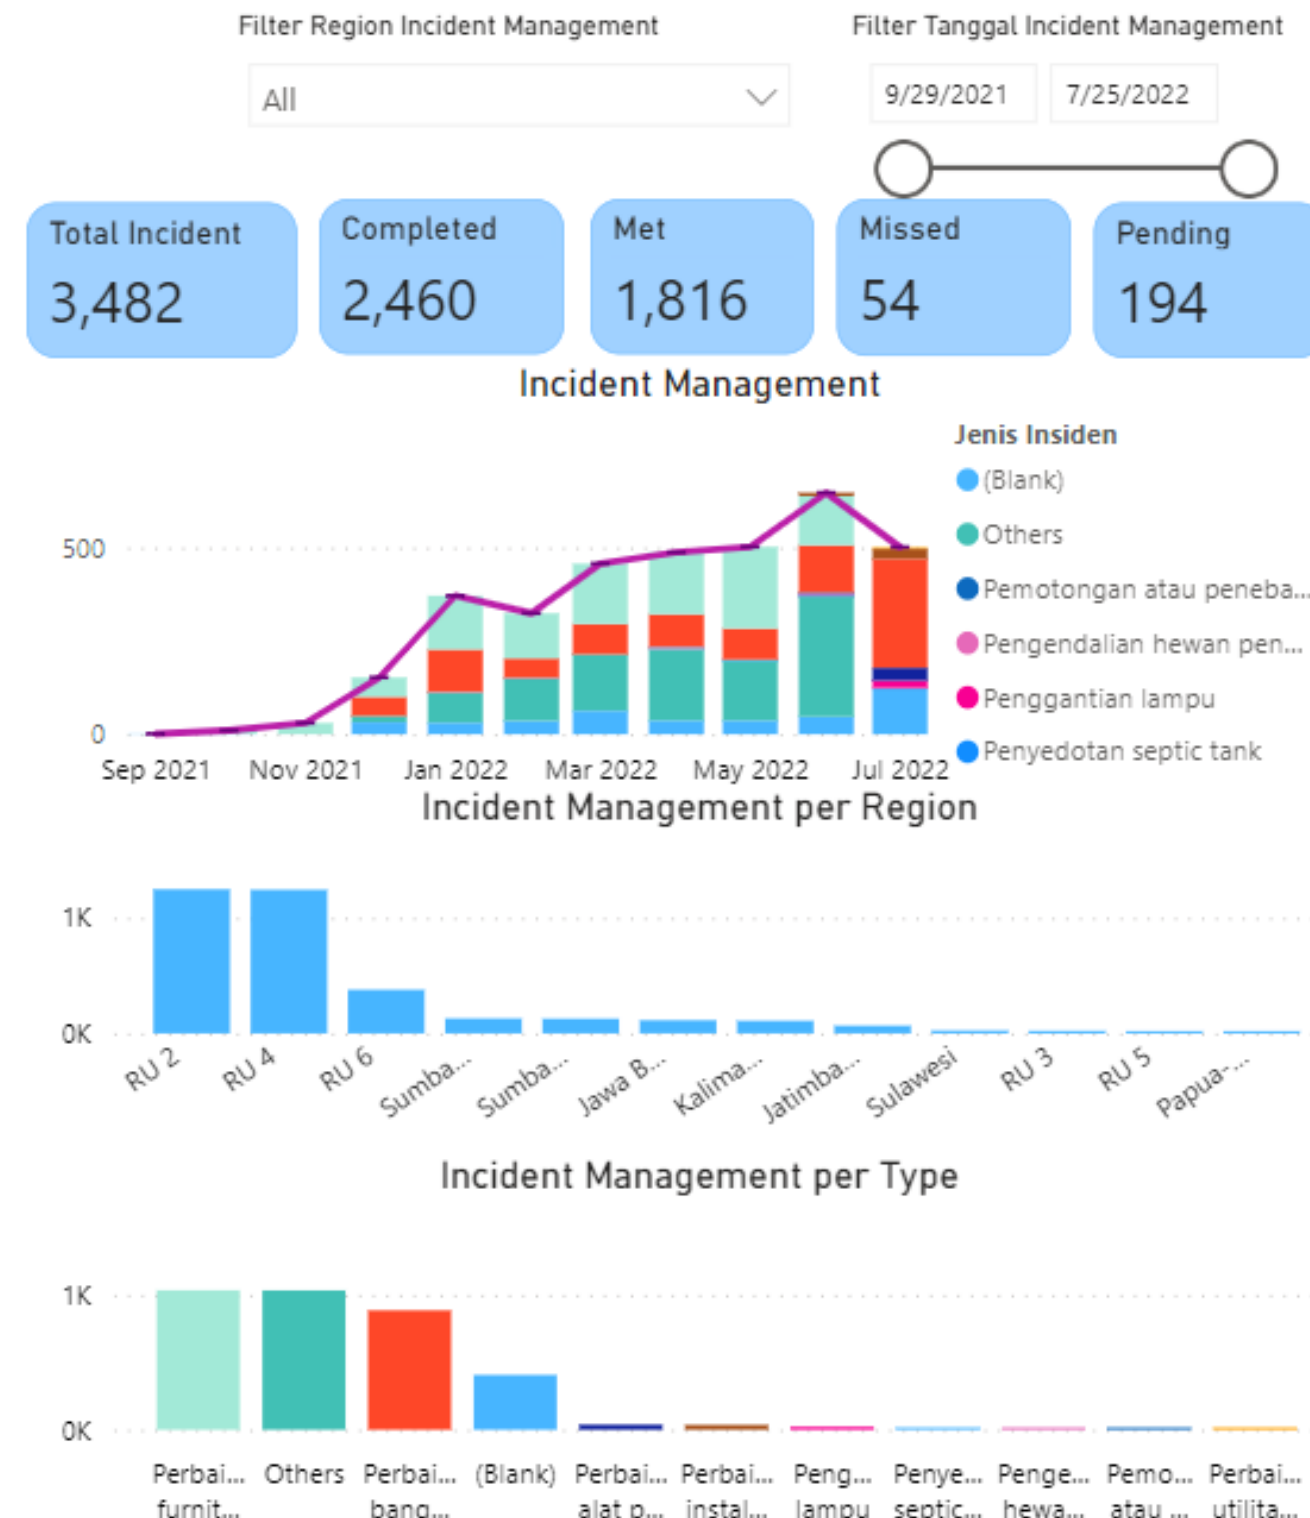 Filter Region Incident Management
Filter Tanggal Incident Management
All
9/29/2021
7/25/2022
Total Incident
3,482
Completed
2,460
Met
1,816
Missed
54
Pending
194
Incident Management
Jenis Insiden
(Blank)
Others
Pemotongan atau peneba...
Pengendalian hewan pen...
Penggantian lampu
Penyedotan septic tank
500
0
Sep 2021
Nov 2021
Jan 2022
Mar 2022
May 2022
Jul 2022
Incident Management per Region
1K
0K
RU 2
RU 4
RU 6
Sumba...
Sumba...
Jawa B...
Kalima...
Jatimba...
Sulawesi
RU 3
RU 5
Papua-...
Incident Management per Type
1K
0K
Perbai...
furnit...
Others
Perbai...
bang...
(Blank)
Perbai...
alat p...
Perbai...
instal...
Peng...
lampu
Penye...
septic...
Penge...
hewa...
Pemo...
atau ...
Perbai...
utilita...